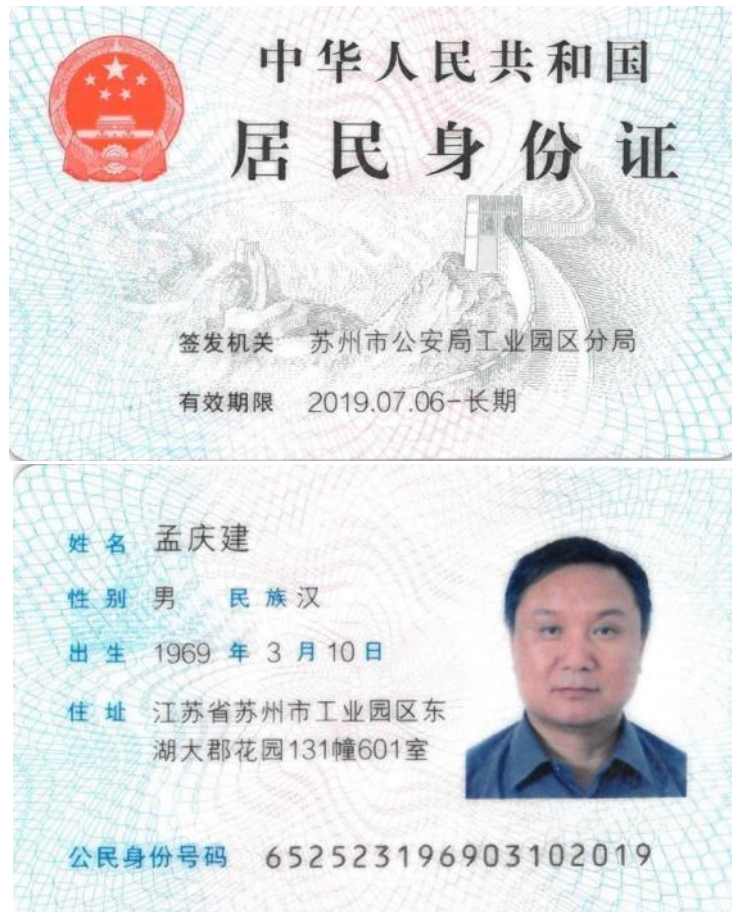 中华人民共和国
居民身份证
签发机关 苏州市公安局工业园区分局
有效期限 2019.07.06-长期
姓名 孟庆建
性别 男 民族 汉
出生 1969 年 3 月 10 日
住址 江苏省苏州市工业园区东
湖大郡花园131幢601室
公民身份号码 652523196903102019